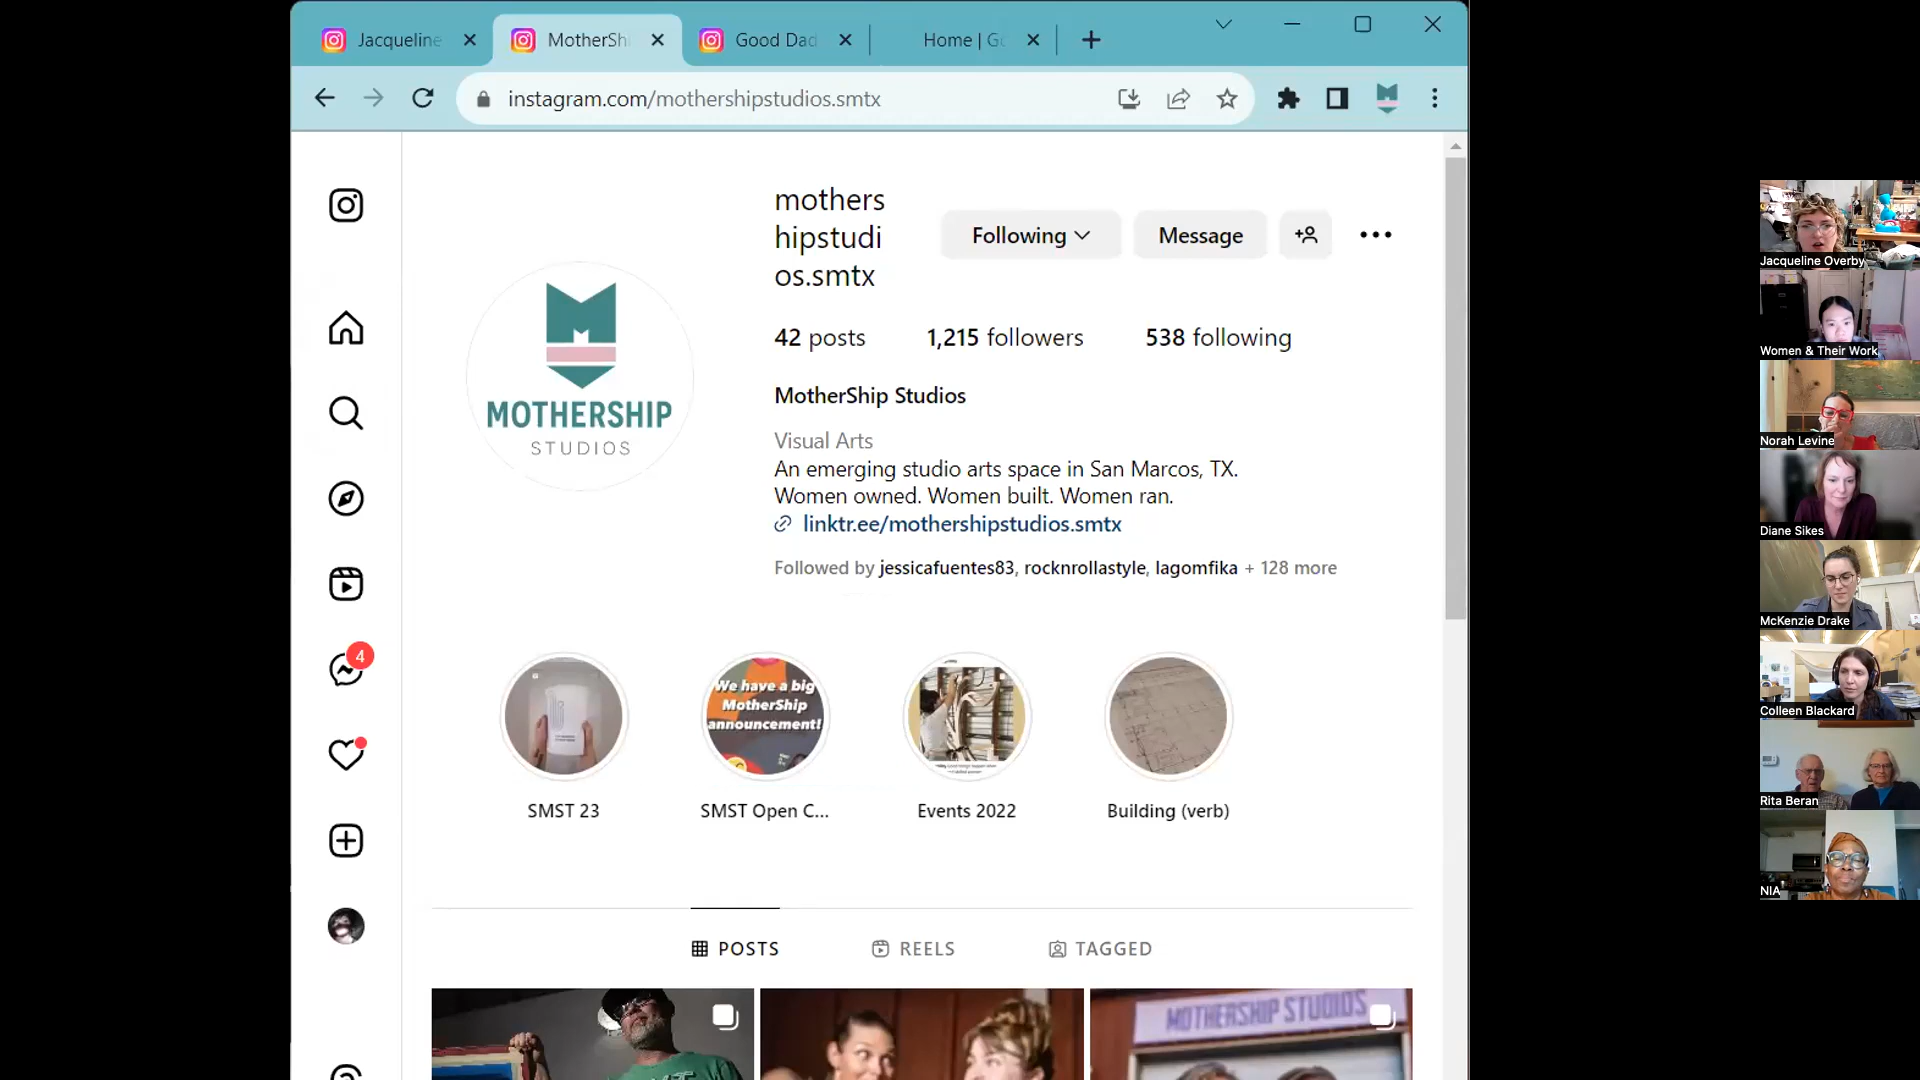 Jacqueline
MotherSh
Good Dad
Home | Go
instagram.com/mothershipstudios.smtx
mothers
hipstudi
os.smtx
Following
Message
42 posts
1,215 followers
538 following
MotherShip Studios
Visual Arts
An emerging studio arts space in San Marcos, TX.
Women owned. Women built. Women ran.
linktr.ee/mothershipstudios.smtx
Followed by jessicafuentes83, rocknrollastyle, lagomfika + 128 more
MOTHERSHIP
STUDIOS
4
We have a big
MotherShip
announcement!
SMST 23
SMST Open C...
Events 2022
Building (verb)
POSTS
REELS
TAGGED
MOTHERSHIP STUDIOS
Jacqueline Overby
Women & Their Work
Norah Levine
Diane Sikes
McKenzie Drake
Colleen Blackard
Rita Beran
NIA